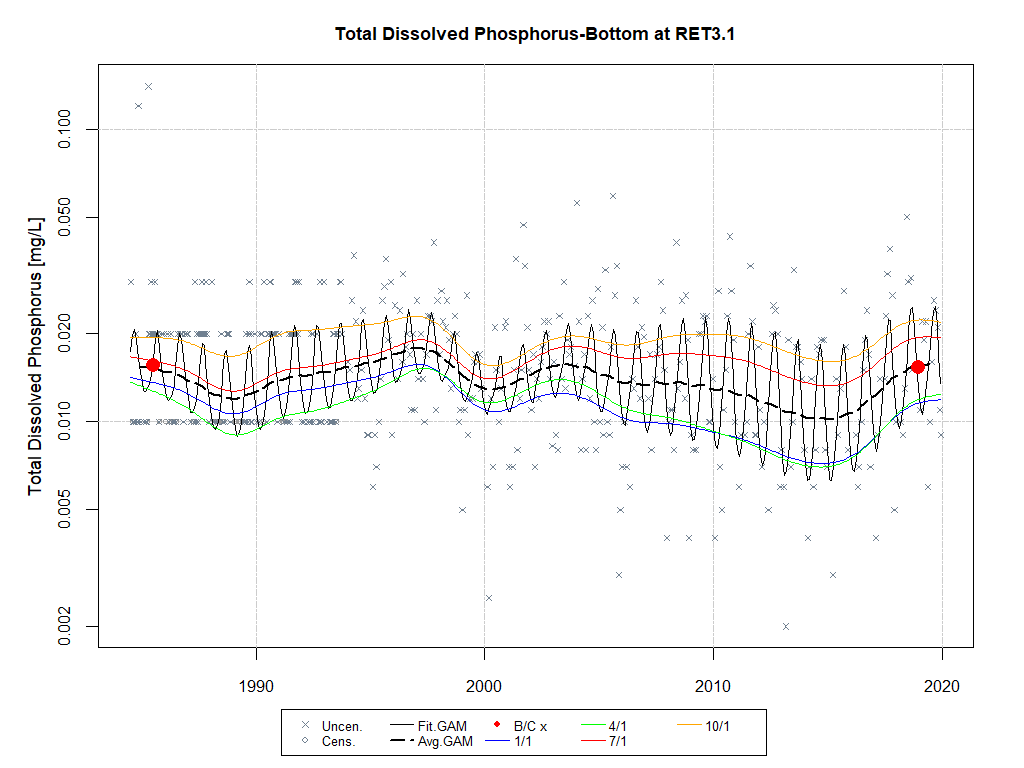 Total Dissolved Phosphorus-Bottom at RET3.1
Total Dissolved Phosphorus [mg/L]
0.100
0.050
0.020
0.010
0.005
0.002
1990 2000 2010 2020
Uncen. Fit.GAM B/C x 4/1 10/1
Cens. Avg.GAM 1/1 7/1